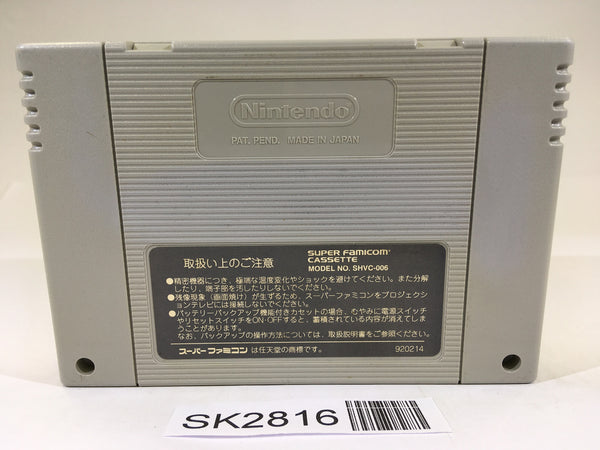 Nintendo
PAT. PEND. MADE IN JAPAN
取扱い上のご注意
SUPER FAMICOM
CASSETTE
MODEL NO. SHVC-006
●精密機器につき、極端な温度変化やショックを避けてください。また分解
したり、端子部を汚したりしないでください。
●残像現象（画面焼け）が生ずるため、スーパーファミコンをプロジェクシ
ョンテレビには接続しないでください。
●バッテリーバックアップ機能付きカセットの場合、むやみに電源スイッチ
やリセットスイッチをON・OFFすると、蓄積されている内容が消えてしま
うことがあります。
なお、バックアップの操作方法については、取扱説明書をご参照ください。
スーパーファミコン は任天堂の商標です。
920214
SK2816